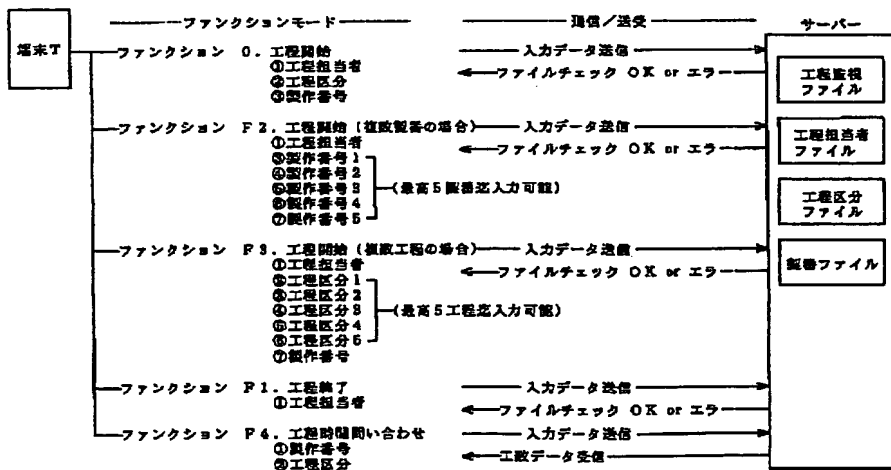 ファンクションモード 送信/送受 サーバー
端末T
ファンクション 0. 工程開始 入力データ送信
①工程担当者 ファイルチェック OK or エラ
②工程区分
③製作番号
工程監視
ファイル
ファンクション F2. 工程開始(複数製番の場合) 入力データ送信
①工程担当者 ファイルチェック OK or エラ
③製作番号1
④製作番号2
⑤製作番号3 (最高5製番迄入力可能)
⑥製作番号4
⑦製作番号5
工程担当者
ファイル
工程区分
ファイル
ファンクション F3. 工程開始(複数工程の場合) 入力データ送信
①工程担当者 ファイルチェック OK or エラ
②工程区分1
③工程区分2
④工程区分3 (最高5工程迄入力可能)
⑤工程区分4
⑥工程区分5
⑦製作番号
製番ファイル
ファンクション F1. 工程終了 入力データ送信
①工程担当者 ファイルチェック OK or エラ
ファンクション F4. 工程時間問い合わせ 入力データ送信
①製作番号 工数データ受信
②工程区分